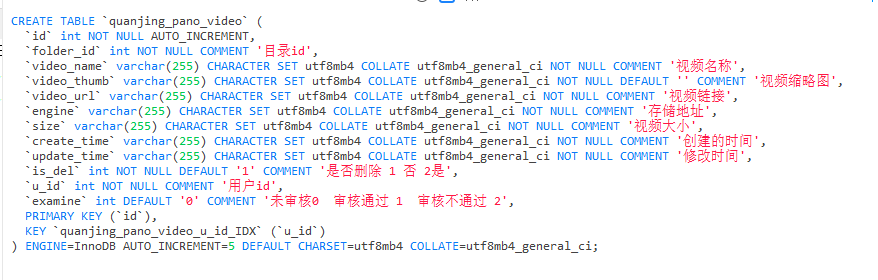 CREATE TABLE `quanjing_pano_video` (
  `id` int NOT NULL AUTO_INCREMENT,
  `folder_id` int NOT NULL COMMENT '目录id',
  `video_name` varchar(255) CHARACTER SET utf8mb4 COLLATE utf8mb4_general_ci NOT NULL COMMENT '视频名称',
  `video_thumb` varchar(255) CHARACTER SET utf8mb4 COLLATE utf8mb4_general_ci NOT NULL DEFAULT '' COMMENT '视频缩略图',
  `video_url` varchar(255) CHARACTER SET utf8mb4 COLLATE utf8mb4_general_ci NOT NULL COMMENT '视频链接',
  `engine` varchar(255) CHARACTER SET utf8mb4 COLLATE utf8mb4_general_ci NOT NULL COMMENT '存储地址',
  `size` varchar(255) CHARACTER SET utf8mb4 COLLATE utf8mb4_general_ci NOT NULL COMMENT '视频大小',
  `create_time` varchar(255) CHARACTER SET utf8mb4 COLLATE utf8mb4_general_ci NOT NULL COMMENT '创建的时间',
  `update_time` varchar(255) CHARACTER SET utf8mb4 COLLATE utf8mb4_general_ci NOT NULL COMMENT '修改时间',
  `is_del` int NOT NULL DEFAULT '1' COMMENT '是否删除 1 否 2是',
  `u_id` int NOT NULL COMMENT '用户id',
  `examine` int DEFAULT '0' COMMENT '未审核0  审核通过 1  审核不通过 2',
  PRIMARY KEY (`id`),
  KEY `quanjing_pano_video_u_id_IDX` (`u_id`)
) ENGINE=InnoDB AUTO_INCREMENT=5 DEFAULT CHARSET=utf8mb4 COLLATE=utf8mb4_general_ci;